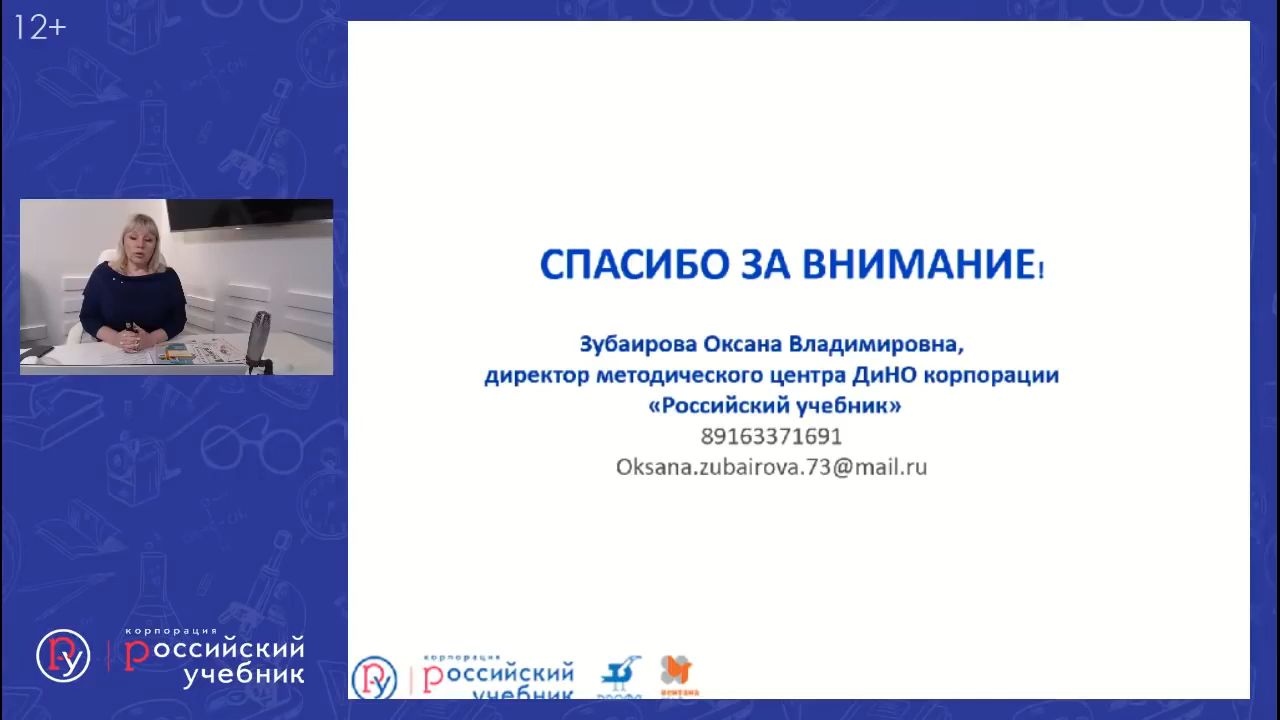 12+
СПАСИБО ЗА ВНИМАНИЕ!
Зубаирова Оксана Владимировна,
директор методического центра ДиНО корпорации
«Российский учебник»
89163371691
Oksana.zubairova.73@mail.ru
корпорация
российский
учебник
корпорация
российский
учебник